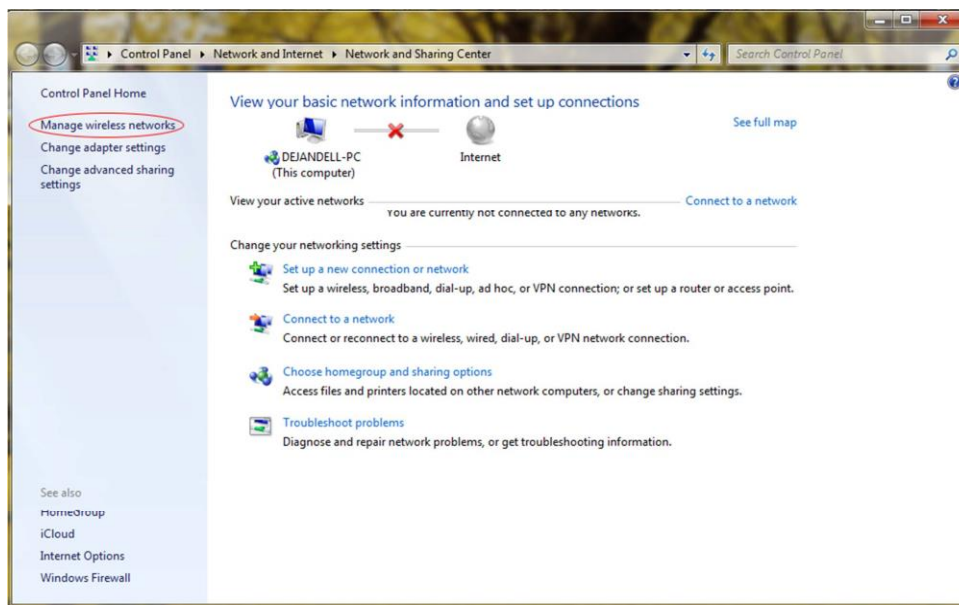 Control Panel ▸ Network and Internet ▸ Network and Sharing Center
Search Control Panel
Control Panel Home
Manage wireless networks
Change adapter settings
Change advanced sharing
settings
See also
HomeGroup
iCloud
Internet Options
Windows Firewall
View your basic network information and set up connections
See full map
DEJANDELL-PC
(This computer)
Internet
View your active networks
Connect to a network
You are currently not connected to any networks.
Change your networking settings
Set up a new connection or network
Set up a wireless, broadband, dial-up, ad hoc, or VPN connection; or set up a router or access point.
Connect to a network
Connect or reconnect to a wireless, wired, dial-up, or VPN network connection.
Choose homegroup and sharing options
Access files and printers located on other network computers, or change sharing settings.
Troubleshoot problems
Diagnose and repair network problems, or get troubleshooting information.